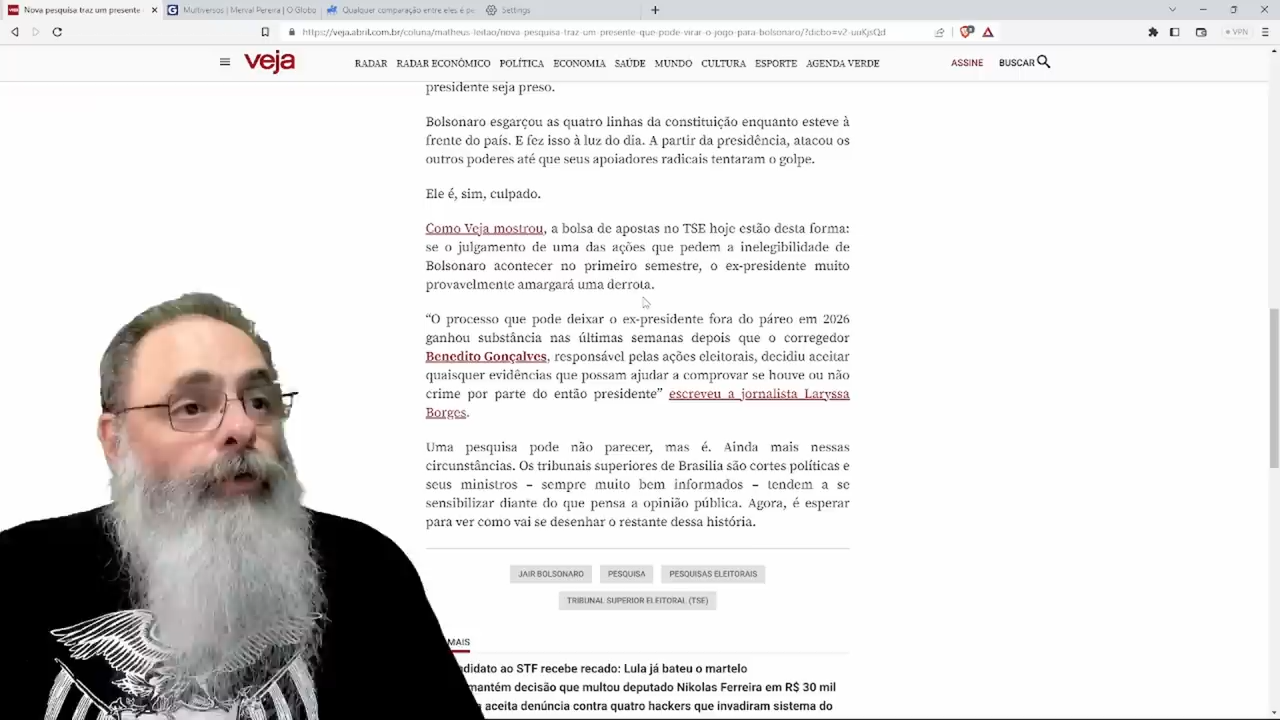 Nova pesquisa traz um presente
Multiversos | Merval Pereira | O Globo
Qualquer comparação entre eles é pe
Settings
https://veja.abril.com.br/coluna/matheus-leitao/nova-pesquisa-traz-um-presente-que-pode-virar-o-jogo-para-bolsonaro/?dicbo=v2-uuKjsQd
VPN
veja
RADAR RADAR ECONÔMICO POLÍTICA ECONOMIA SAÚDE MUNDO CULTURA ESPORTE AGENDA VERDE
ASSINE BUSCAR
presidente seja preso.
Bolsonaro esgarçou as quatro linhas da constituição enquanto esteve à
frente do país. E fez isso à luz do dia. A partir da presidência, atacou os
outros poderes até que seus apoiadores radicais tentaram o golpe.
Ele é, sim, culpado.
Como Veja mostrou, a bolsa de apostas no TSE hoje estão desta forma:
se o julgamento de uma das ações que pedem a inelegibilidade de
Bolsonaro acontecer no primeiro semestre, o ex-presidente muito
provavelmente amargará uma derrota.
“O processo que pode deixar o ex-presidente fora do páreo em 2026
ganhou substância nas últimas semanas depois que o corregedor
Benedito Gonçalves, responsável pelas ações eleitorais, decidiu aceitar
quaisquer evidências que possam ajudar a comprovar se houve ou não
crime por parte do então presidente” escreveu a jornalista Laryssa
Borges.
Uma pesquisa pode não parecer, mas é. Ainda mais nessas
circunstâncias. Os tribunais superiores de Brasilia são cortes políticas e
seus ministros – sempre muito bem informados – tendem a se
sensibilizar diante do que pensa a opinião pública. Agora, é esperar
para ver como vai se desenhar o restante dessa história.
JAIR BOLSONARO PESQUISA PESQUISAS ELEITORAIS
TRIBUNAL SUPERIOR ELEITORAL (TSE)
MAIS
didato ao STF recebe recado: Lula já bateu o martelo
mantém decisão que multou deputado Nikolas Ferreira em R$ 30 mil
aceita denúncia contra quatro hackers que invadiram sistema do